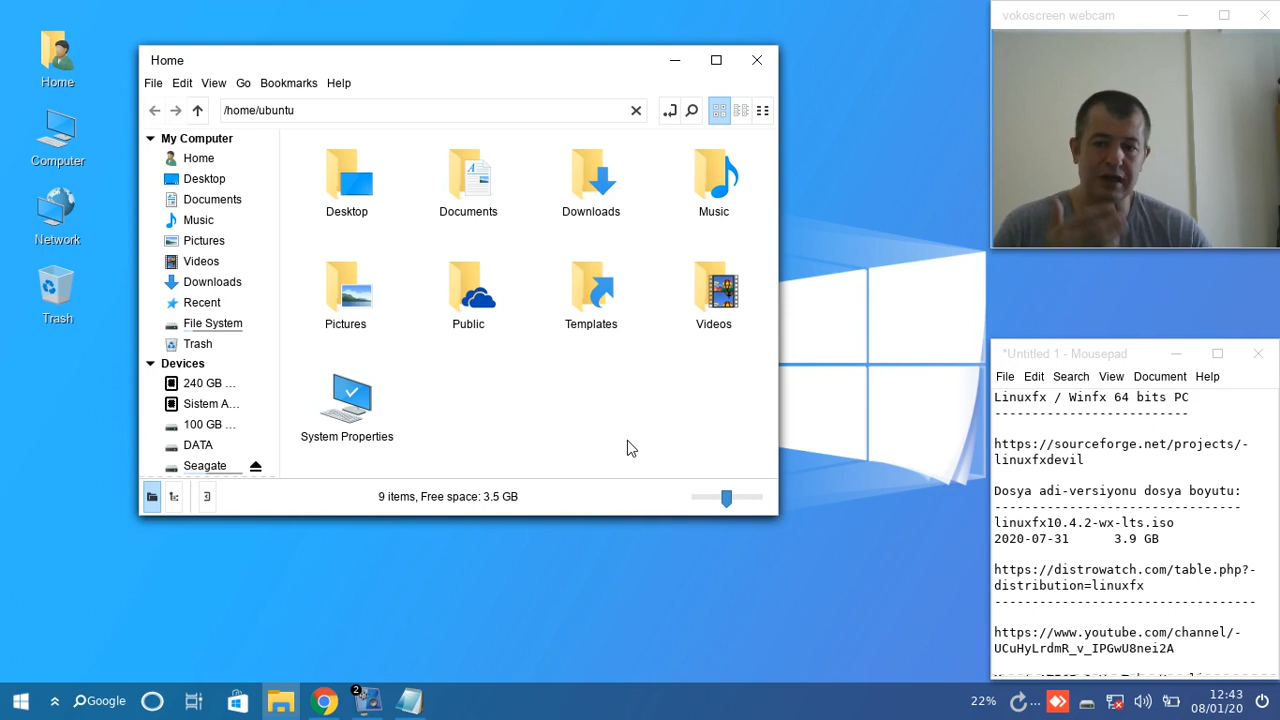 Home
Computer
Network
Trash
Home
File Edit View Go Bookmarks Help
/home/ubuntu
My Computer
Home
Desktop
Documents
Music
Pictures
Videos
Downloads
Recent
File System
Trash
Devices
240 GB ...
Sistem A...
100 GB ...
DATA
Seagate
Desktop
Documents
Downloads
Music
Pictures
Public
Templates
Videos
System Properties
9 items, Free space: 3.5 GB
vokoscreen webcam
*Untitled 1 - Mousepad
File Edit Search View Document Help
Linuxfx / Winfx 64 bits PC
-------------------------
https://sourceforge.net/projects/-
linuxfxdevil
Dosya adi-versiyonu dosya boyutu:
--------------------------------
linuxfx10.4.2-wx-lts.iso
2020-07-31 3.9 GB
https://distrowatch.com/table.php?-
distribution=linuxfx
----------------------------------
https://www.youtube.com/channel/-
UCuHyLrdmR_v_IPGwU8nei2A
Google
2
22%
...
12:43
08/01/20